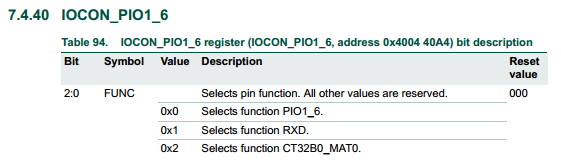 7.4.40 IOCON_PIO1_6
Table 94. IOCON_PIO1_6 register (IOCON_PIO1_6, address 0x4004 40A4) bit description
Bit Symbol Value Description Reset
value
2:0 FUNC Selects pin function. All other values are reserved. 000
0x0 Selects function PIO1_6.
0x1 Selects function RXD.
0x2 Selects function CT32B0_MAT0.